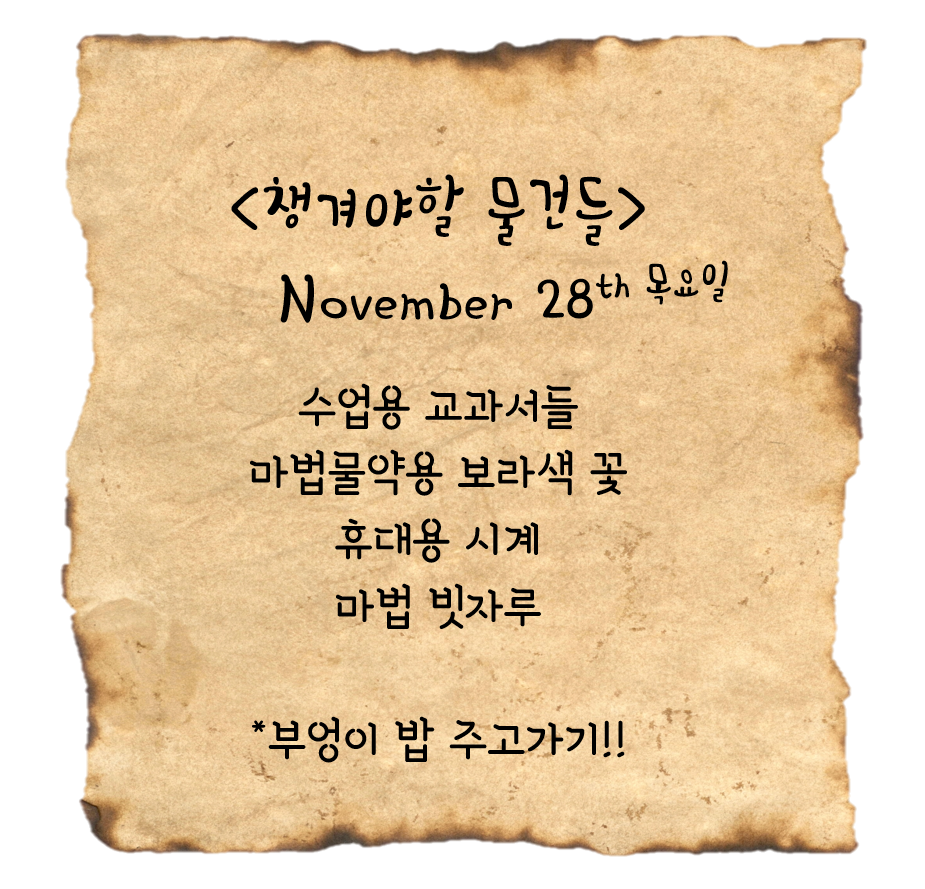 <챙겨야할 물건들>
November 28th 목요일
수업용 교과서들
마법물약용 보라색 꽃
휴대용 시계
마법 빗자루
*부엉이 밥 주고가기!!